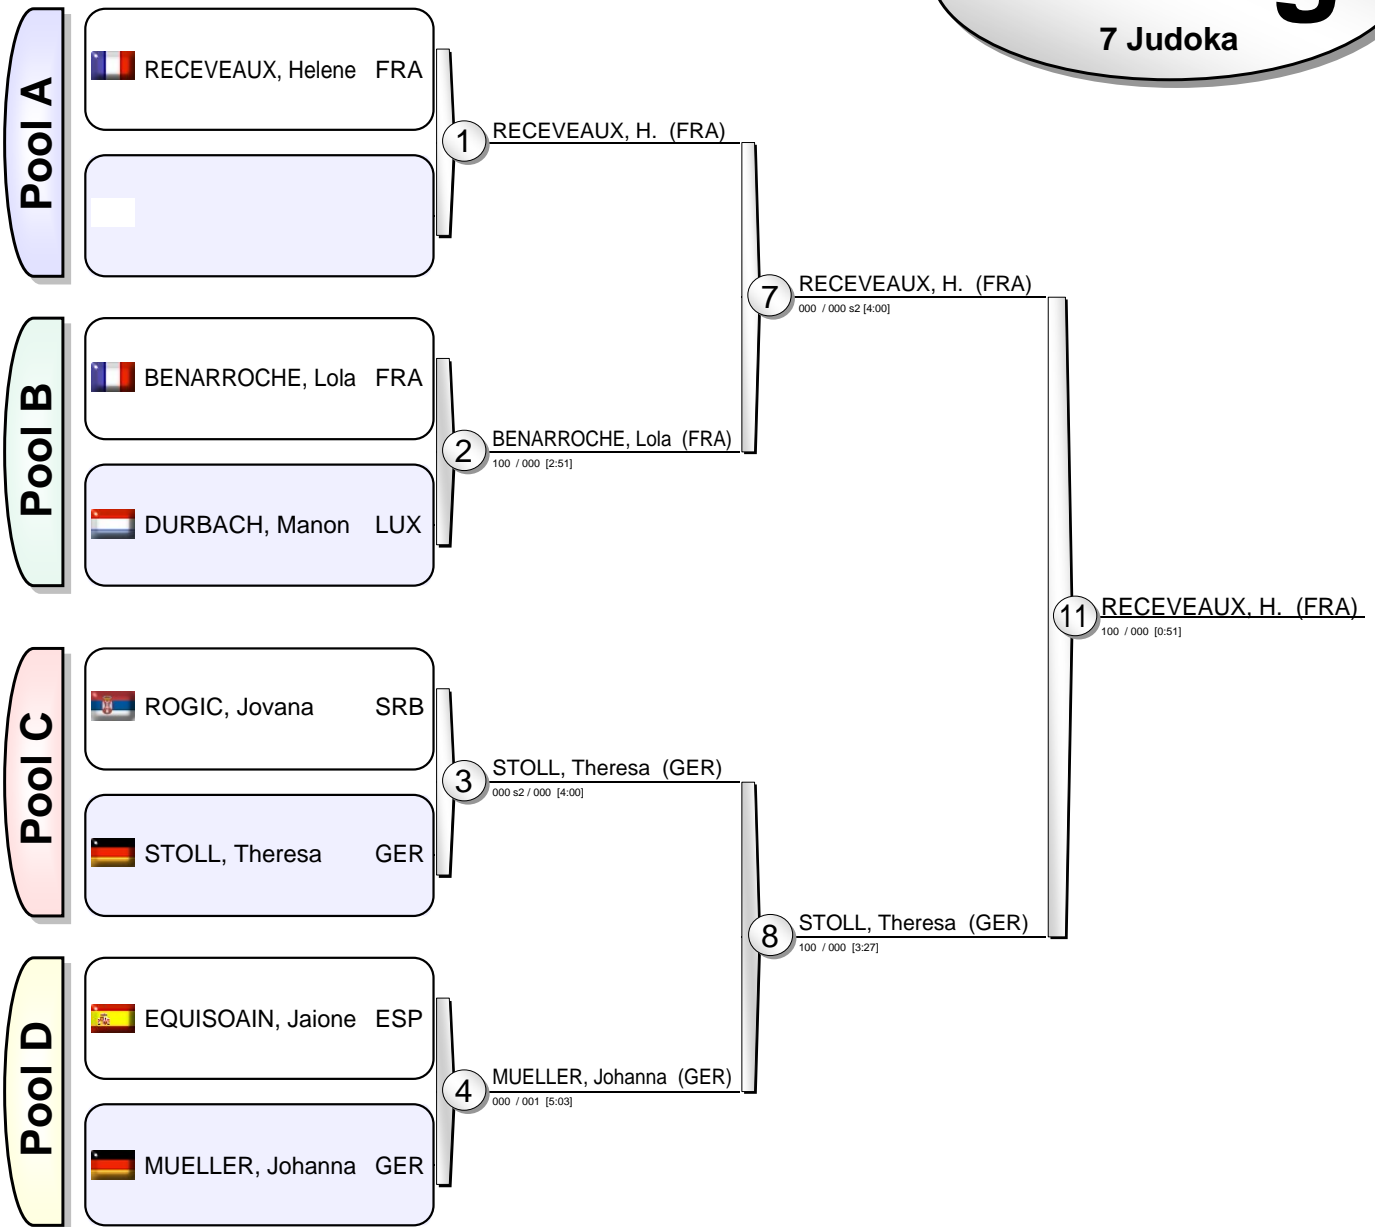 7 Judoka
Pool A
RECEVEAUX, Helene FRA
1 RECEVEAUX, H. (FRA)
7 RECEVEAUX, H. (FRA)
000 / 000 s2 [4:00]
Pool B
BENARROCHE, Lola FRA
2 BENARROCHE, Lola (FRA)
100 / 000 [2:51]
DURBACH, Manon LUX
11 RECEVEAUX, H. (FRA)
100 / 000 [0:51]
Pool C
ROGIC, Jovana SRB
3 STOLL, Theresa (GER)
000 s2 / 000 [4:00]
STOLL, Theresa GER
8 STOLL, Theresa (GER)
100 / 000 [3:27]
Pool D
EQUISOAIN, Jaione ESP
4 MUELLER, Johanna (GER)
000 / 001 [5:03]
MUELLER, Johanna GER